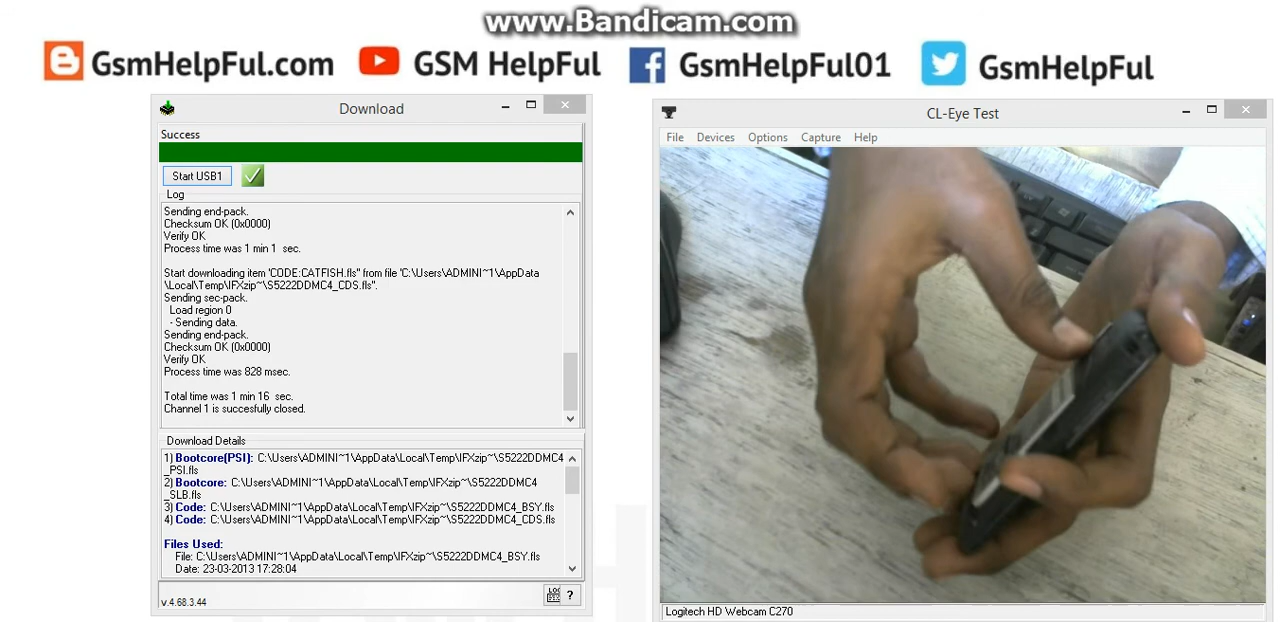 www.Bandicam.com
GsmHelpFul.com GSM HelpFul GsmHelpFul01 GsmHelpFul
Download
Success
Start USB1
Log
Sending end-pack.
Checksum OK (0x0000)
Verify OK
Process time was 1 min 1 sec.
Start downloading item 'CODE:CATFISH.fls" from file 'C:\Users\ADMINI~1\AppData
\Local\Temp\IFXzip~\S5222DDMC4_CDS.fls".
Sending sec-pack.
Load region 0
- Sending data.
Sending end-pack.
Checksum OK (0x0000)
Verify OK
Process time was 828 msec.
Total time was 1 min 16 sec.
Channel 1 is succesfully closed.
Download Details
1) Bootcore(PSI): C:\Users\ADMINI~1\AppData\Local\Temp\IFXzip~\S5222DDMC4
_PSI.fls
2) Bootcore: C:\Users\ADMINI~1\AppData\Local\Temp\IFXzip~\S5222DDMC4
_SLB.fls
3) Code: C:\Users\ADMINI~1\AppData\Local\Temp\IFXzip~\S5222DDMC4_BSY.fls
4) Code: C:\Users\ADMINI~1\AppData\Local\Temp\IFXzip~\S5222DDMC4_CDS.fls
Files Used:
File: C:\Users\ADMINI~1\AppData\Local\Temp\IFXzip~\S5222DDMC4_BSY.fls
Date: 23-03-2013 17:28:04
v.4.68.3.44
?
CL-Eye Test
File Devices Options Capture Help
Logitech HD Webcam C270